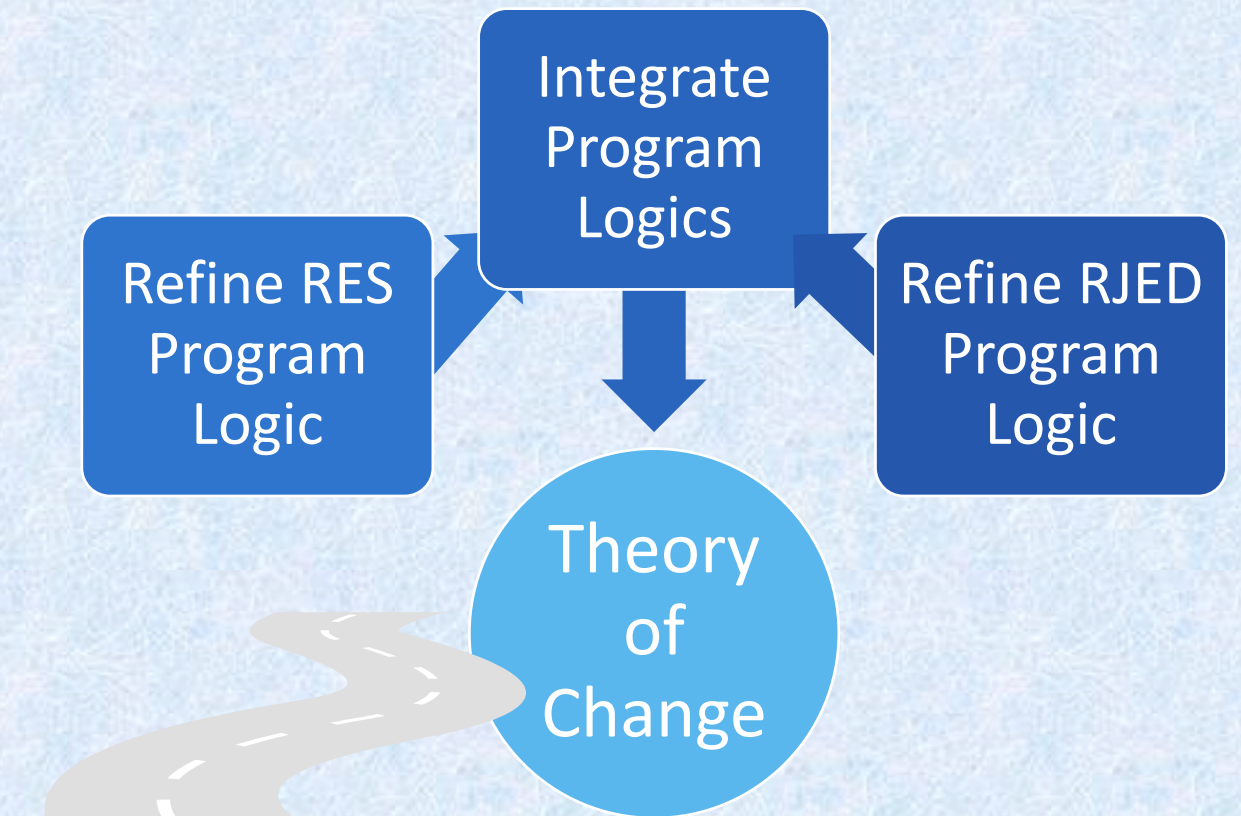 Integrate
Program
Logics
Refine RES
Program
Logic
Refine RJED
Program
Logic
Theory
of
Change